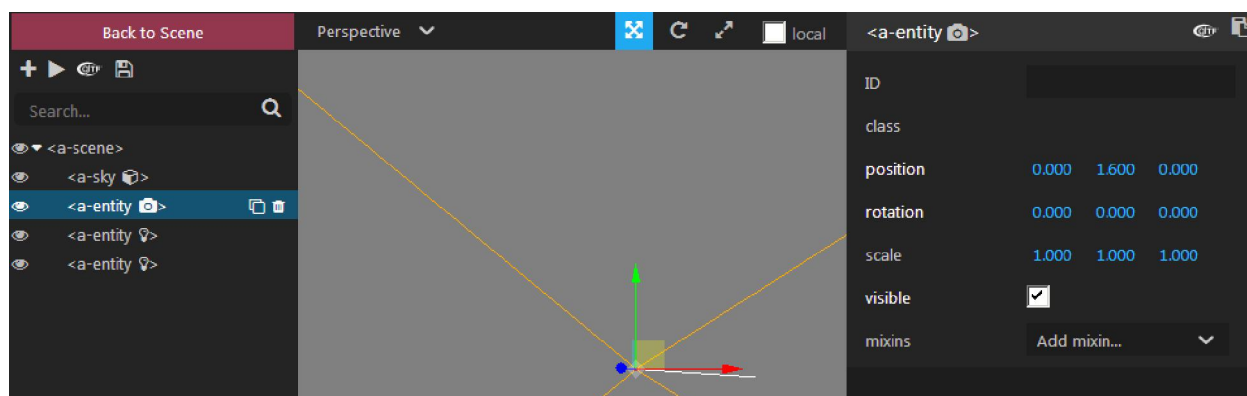 Back to Scene
Search...
<a-scene>
<a-sky >
<a-entity >
<a-entity >
<a-entity >
Perspective
local
<a-entity >
glTF
ID
class
position 0.000 1.600 0.000
rotation 0.000 0.000 0.000
scale 1.000 1.000 1.000
visible
mixins Add mixin...